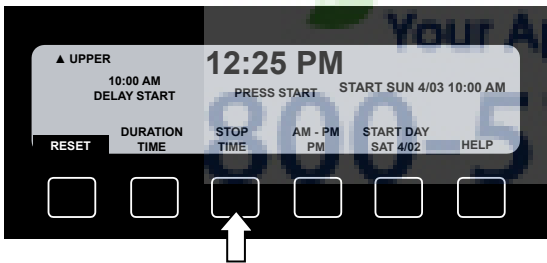 ▲ UPPER
12:25 PM
10:00 AM
DELAY START
PRESS START
START SUN 4/03 10:00 AM
RESET
DURATION
TIME
STOP
TIME
AM - PM
PM
START DAY
SAT 4/02
HELP
Your Ap
800-5